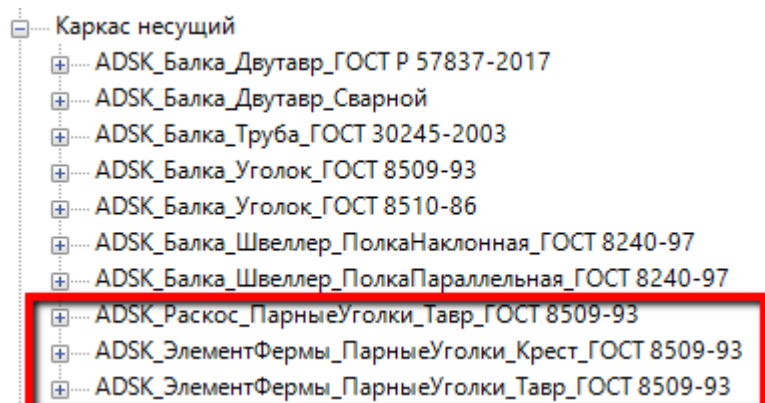 Каркас несущий
ADSK_Балка_Двутавр_ГОСТ Р 57837-2017
ADSK_Балка_Двутавр_Сварной
ADSK_Балка_Труба_ГОСТ 30245-2003
ADSK_Балка_Уголок_ГОСТ 8509-93
ADSK_Балка_Уголок_ГОСТ 8510-86
ADSK_Балка_Швеллер_ПолкаНаклонная_ГОСТ 8240-97
ADSK_Балка_Швеллер_ПолкаПараллельная_ГОСТ 8240-97
ADSK_Раскос_ПарныеУголки_Тавр_ГОСТ 8509-93
ADSK_ЭлементФермы_ПарныеУголки_Крест_ГОСТ 8509-93
ADSK_ЭлементФермы_ПарныеУголки_Тавр_ГОСТ 8509-93